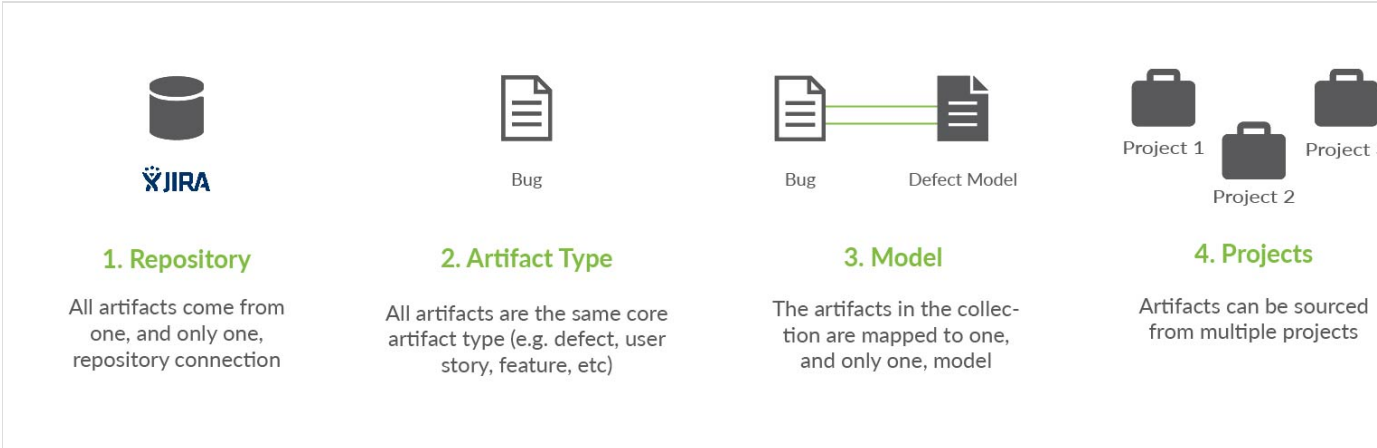 JIRA
Bug
Bug
Defect Model
Project 1
Project 2
Project
1. Repository
All artifacts come from
one, and only one,
repository connection
2. Artifact Type
All artifacts are the same core
artifact type (e.g. defect, user
story, feature, etc)
3. Model
The artifacts in the collec-
tion are mapped to one,
and only one, model
4. Projects
Artifacts can be sourced
from multiple projects